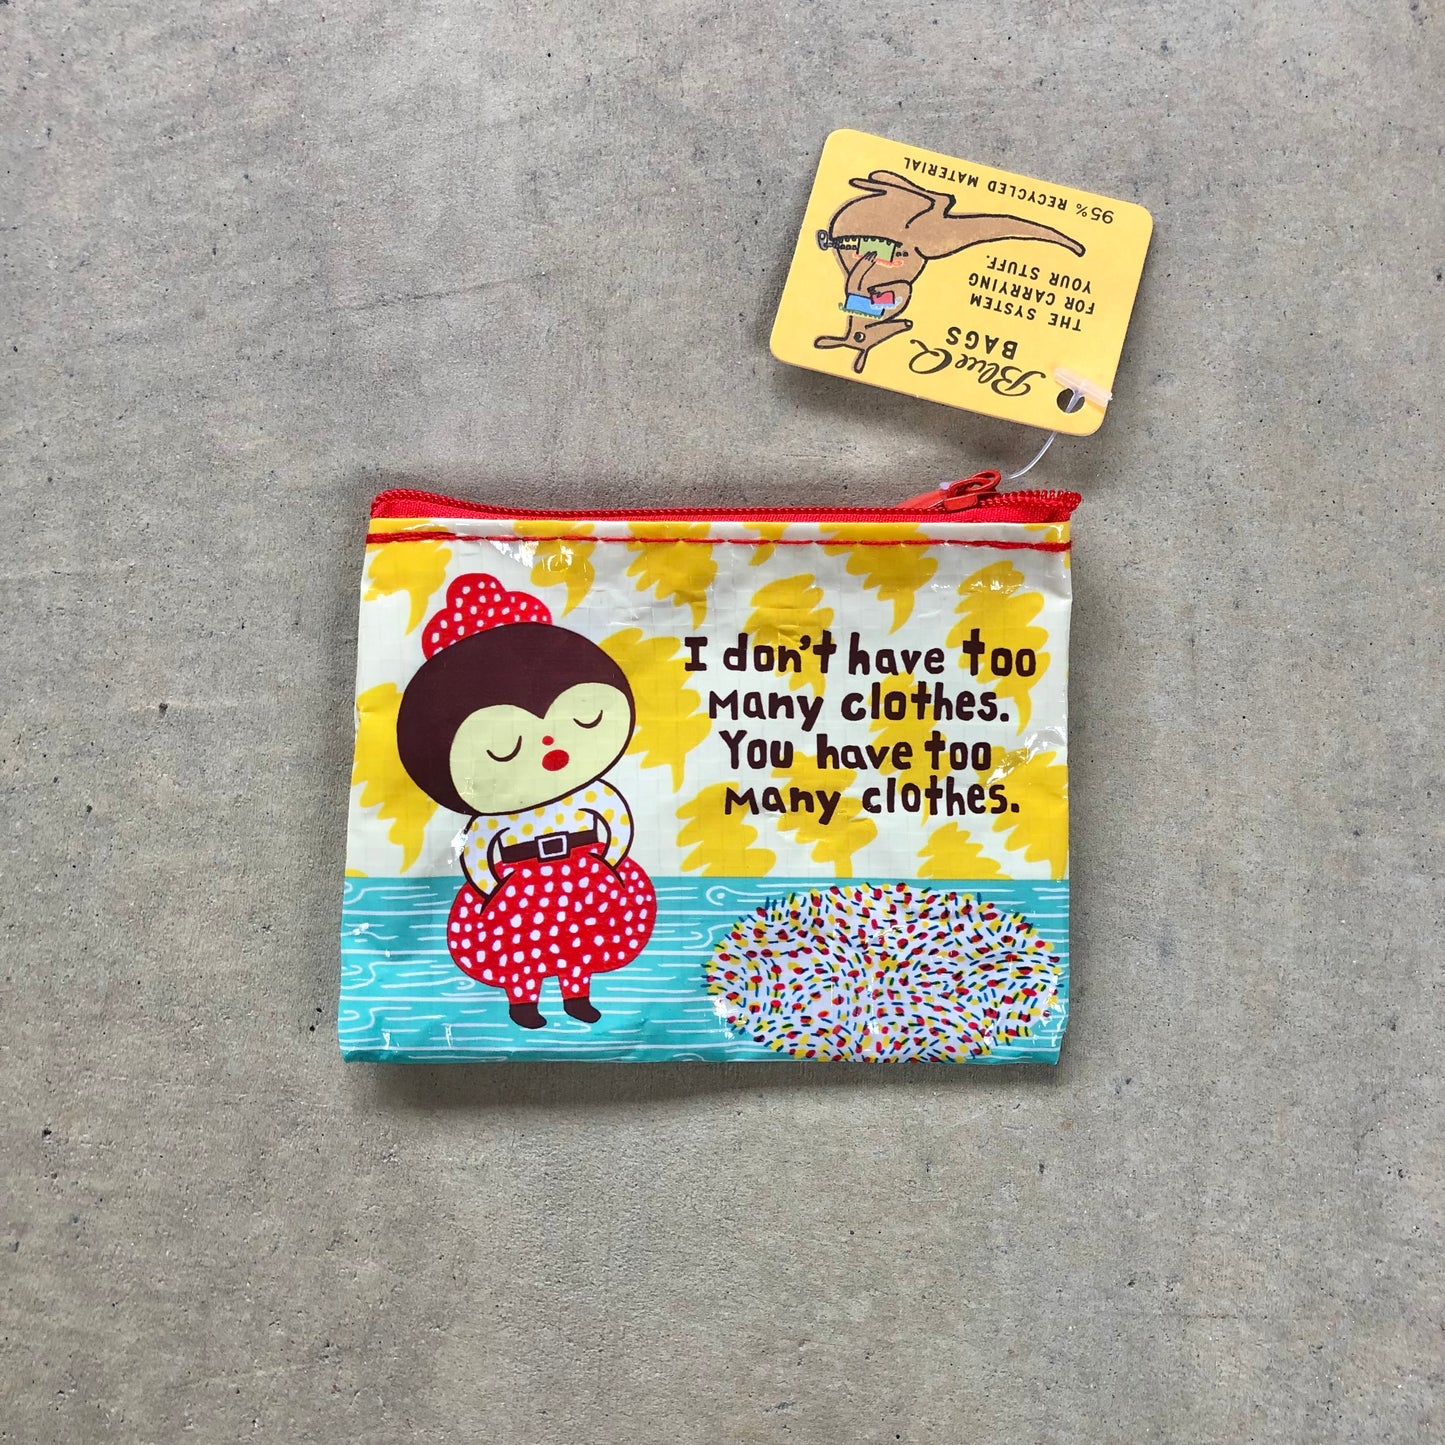 Blue Q
BAGS
THE SYSTEM
FOR CARRYING
YOUR STUFF.
95% RECYCLED MATERIAL
I don't have too
many clothes.
You have too
many clothes.